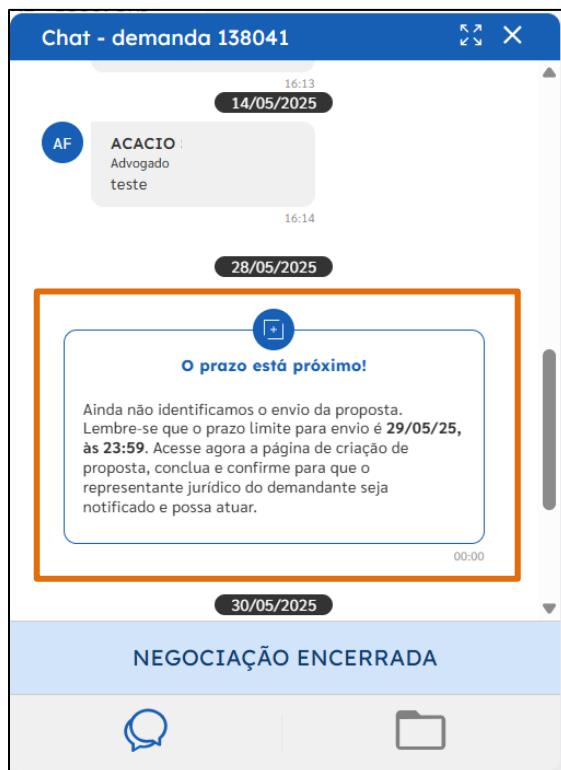 Chat - demanda 138041
16:13
14/05/2025
AF
ACACIO
Advogado
teste
16:14
28/05/2025
O prazo está próximo!
Ainda não identificamos o envio da proposta.
Lembre-se que o prazo limite para envio é 29/05/25,
às 23:59. Acesse agora a página de criação de
proposta, conclua e confirme para que o
representante jurídico do demandante seja
notificado e possa atuar.
00:00
30/05/2025
NEGOCIAÇÃO ENCERRADA